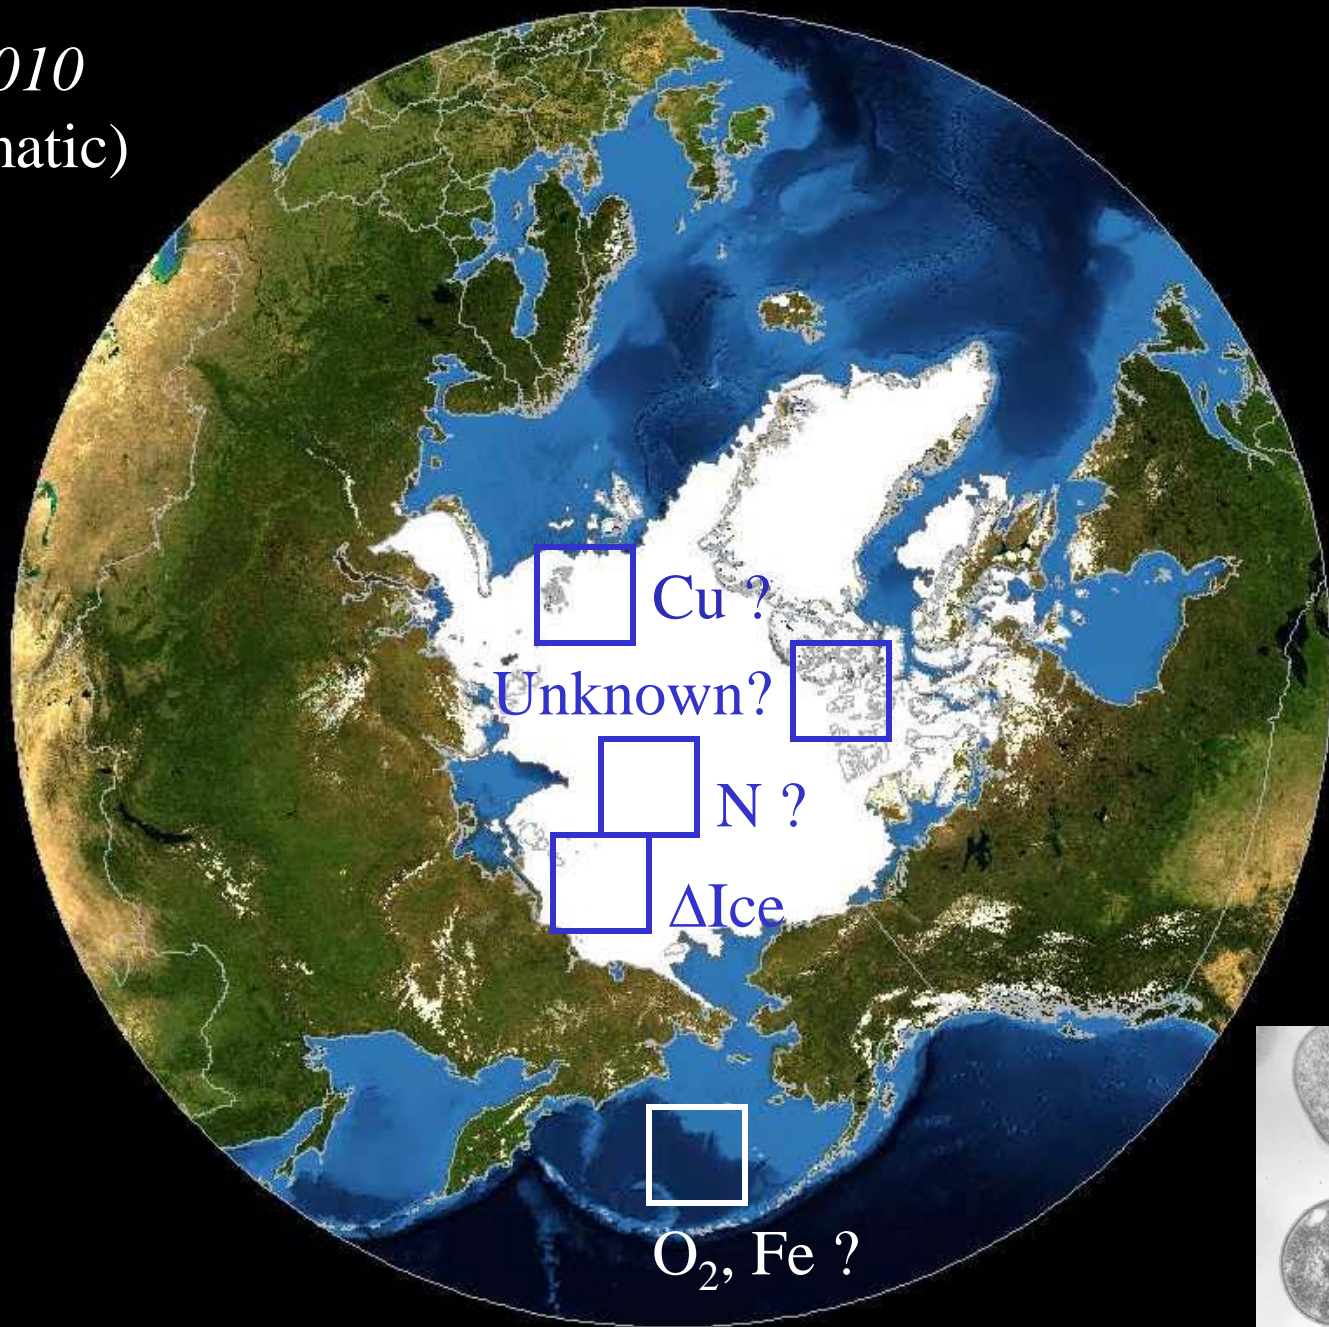 010
natic)
Cu ?
Unknown?
N ?
ΔIce
O₂, Fe ?